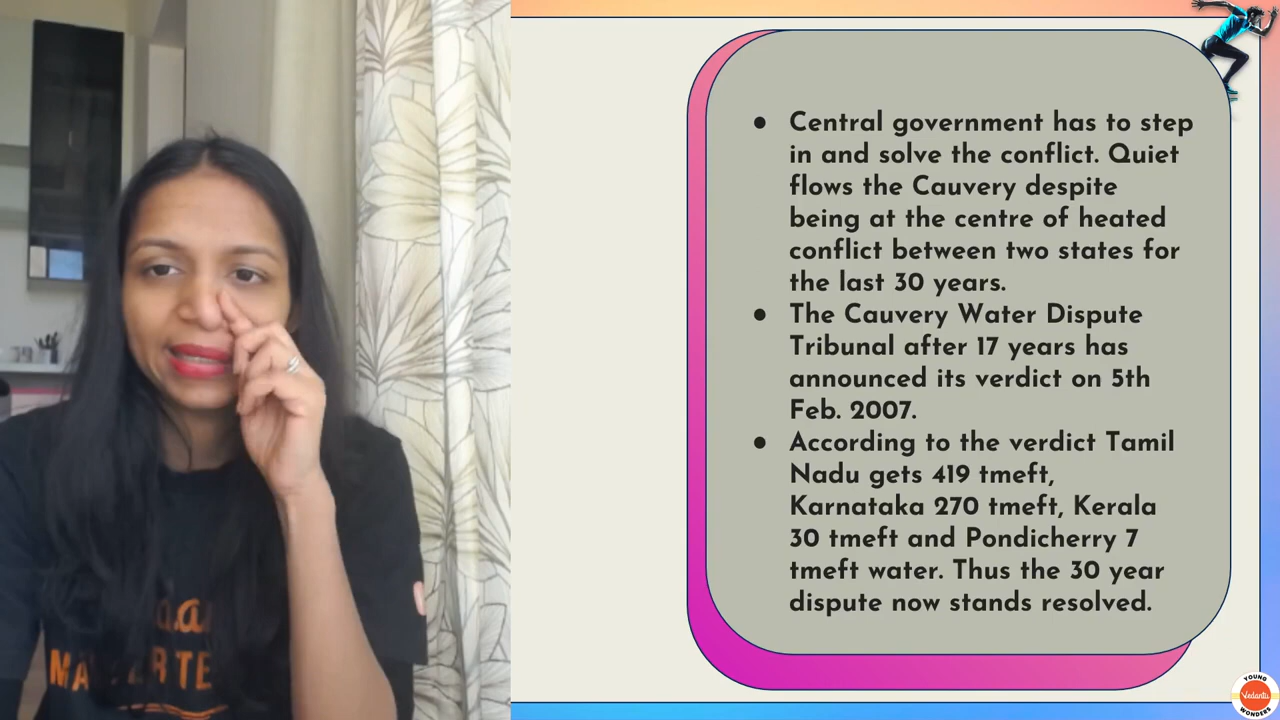 Central government has to step
in and solve the conflict. Quiet
flows the Cauvery despite
being at the centre of heated
conflict between two states for
the last 30 years.
The Cauvery Water Dispute
Tribunal after 17 years has
announced its verdict on 5th
Feb. 2007.
According to the verdict Tamil
Nadu gets 419 tmeft,
Karnataka 270 tmeft, Kerala
30 tmeft and Pondicherry 7
tmeft water. Thus the 30 year
dispute now stands resolved.
YOUNG
Vedantu
WONDERS